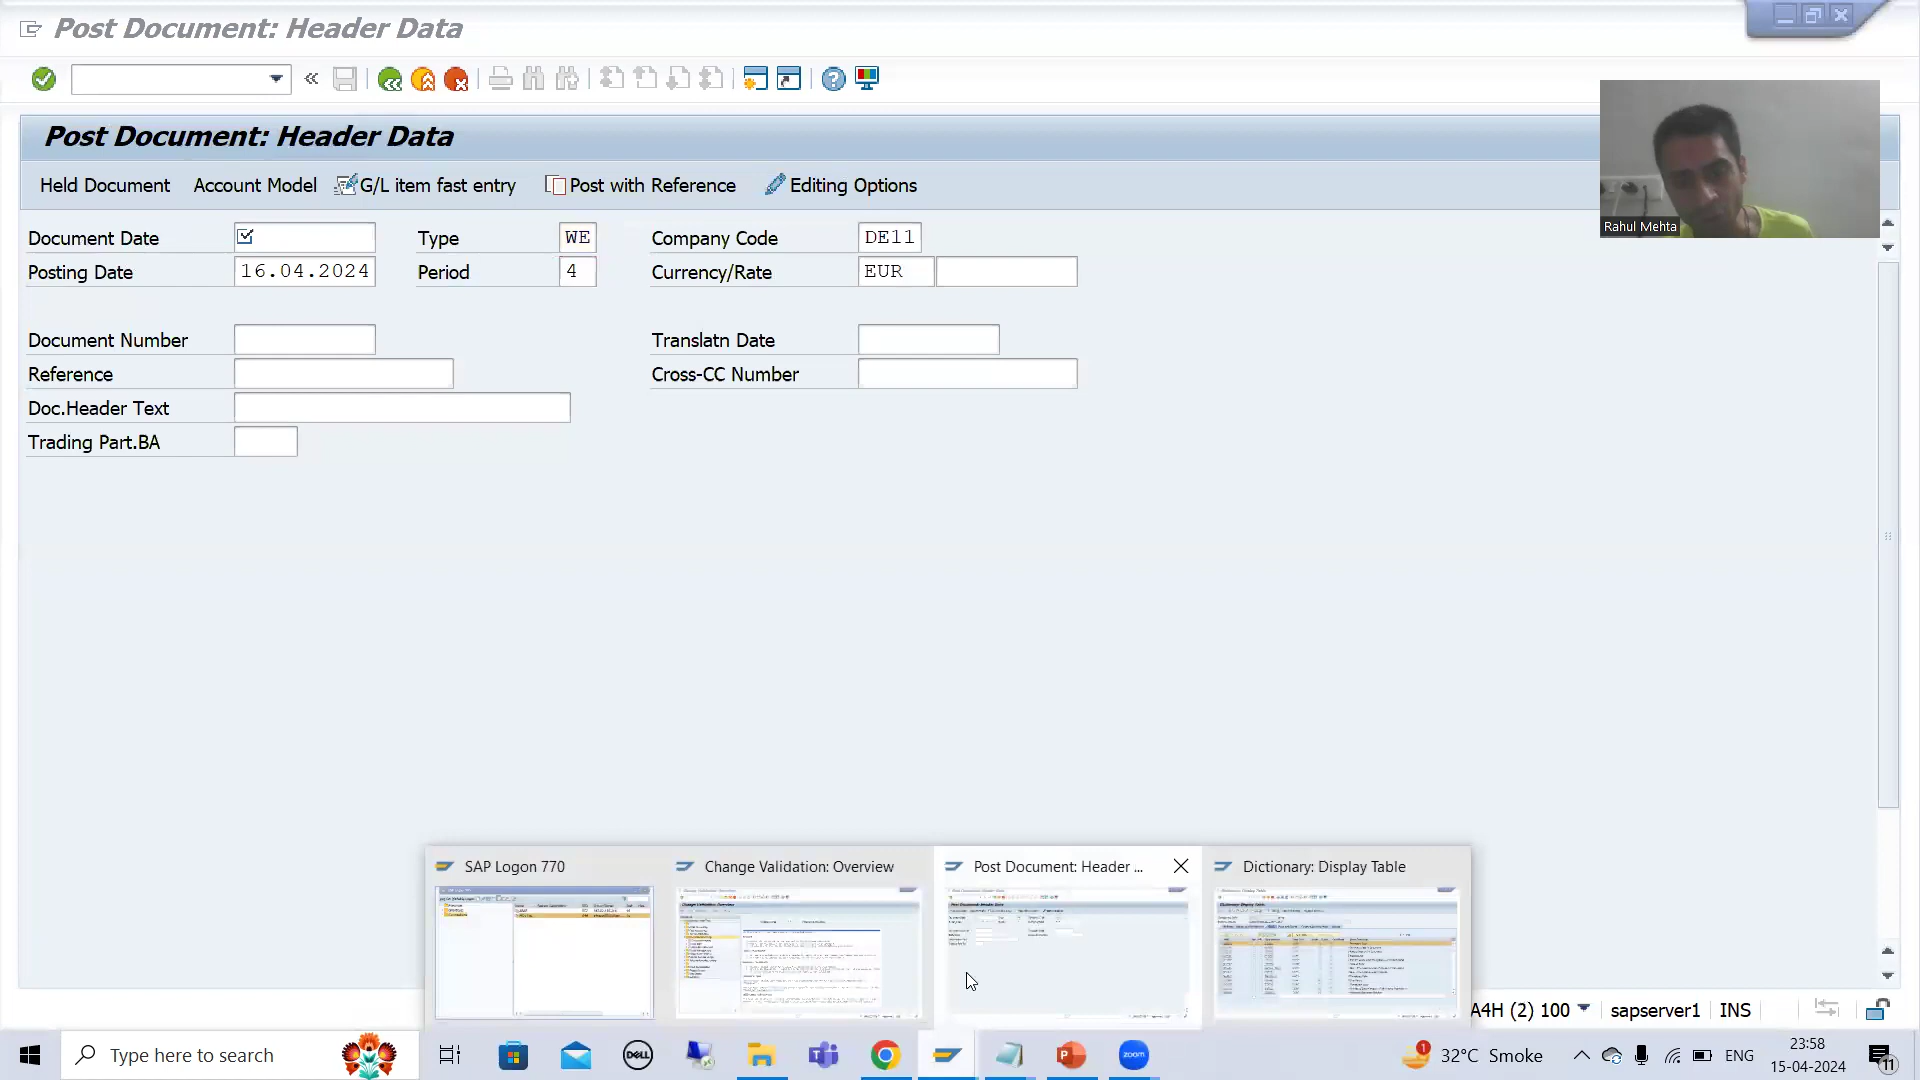 Post Document: Header Data
Post Document: Header Data
Held Document Account Model G/L item fast entry Post with Reference Editing Options
Document Date Type WE Company Code DE11
Posting Date 16.04.2024 Period 4 Currency/Rate EUR
Document Number Translatn Date
Reference Cross-CC Number
Doc.Header Text
Trading Part.BA
Rahul Mehta
SAP Logon 770 Change Validation: Overview Post Document: Header ... Dictionary: Display Table
A4H (2) 100 sapserver1 INS
Type here to search DELL zoom 1 32°C Smoke ENG 23:58
15-04-2024 11